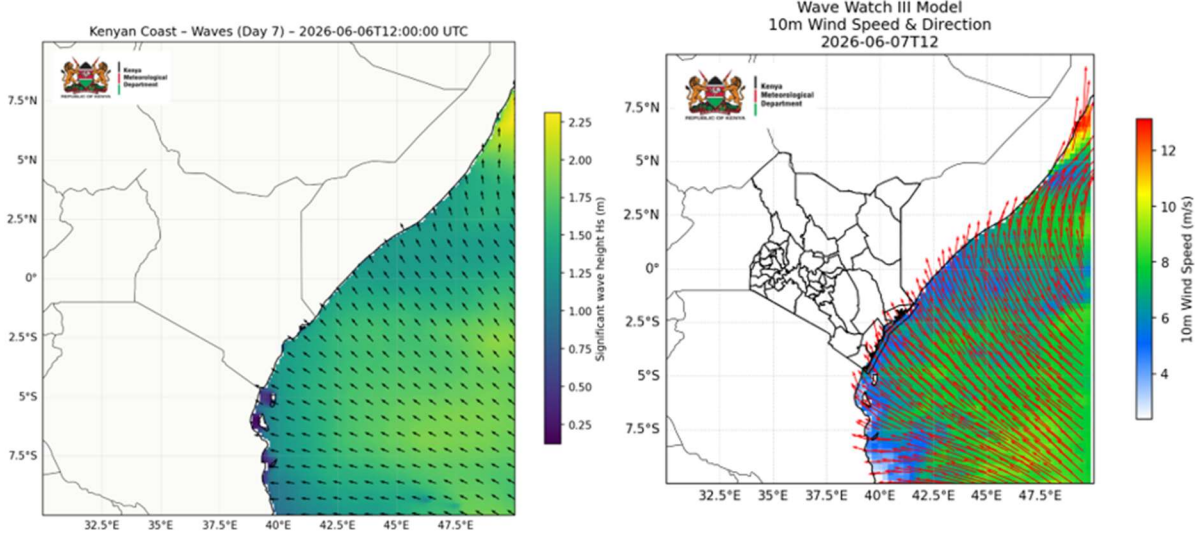 Kenyan Coast – Waves (Day 7) – 2026-06-06T12:00:00 UTC
Kenya
Meteorological
Department
REPUBLIC OF KENYA
7.5°N
5°N
2.5°N
0°
2.5°S
5°S
7.5°S
32.5°E 35°E 37.5°E 40°E 42.5°E 45°E 47.5°E
2.25
2.00
1.75
1.50
1.25
1.00
0.75
0.50
0.25
Significant wave height Hs (m)
Wave Watch III Model
10m Wind Speed & Direction
2026-06-07T12
Kenya
Meteorological
Department
REPUBLIC OF KENYA
7.5°N
5°N
2.5°N
0°
2.5°S
5°S
7.5°S
32.5°E 35°E 37.5°E 40°E 42.5°E 45°E 47.5°E
12
10
8
6
4
10m Wind Speed (m/s)